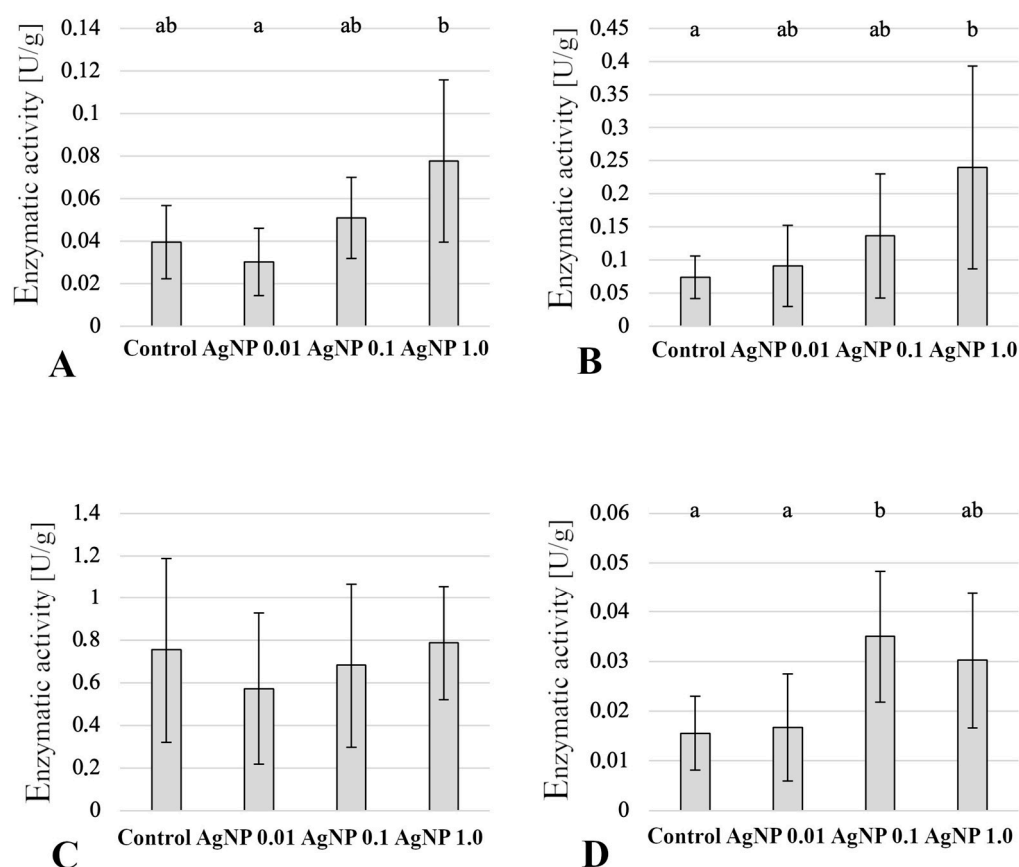 Enzymatic activity [U/g]
0.14
0.12
0.1
0.08
0.06
0.04
0.02
0
ab a ab b
Control AgNP 0.01 AgNP 0.1 AgNP 1.0
A
Enzymatic activity [U/g]
0.45
0.4
0.35
0.3
0.25
0.2
0.15
0.1
0.05
0
a ab ab b
Control AgNP 0.01 AgNP 0.1 AgNP 1.0
B
Enzymatic activity [U/g]
1.4
1.2
1
0.8
0.6
0.4
0.2
0
Control AgNP 0.01 AgNP 0.1 AgNP 1.0
C
Enzymatic activity [U/g]
0.06
0.05
0.04
0.03
0.02
0.01
0
a a b ab
Control AgNP 0.01 AgNP 0.1 AgNP 1.0
D